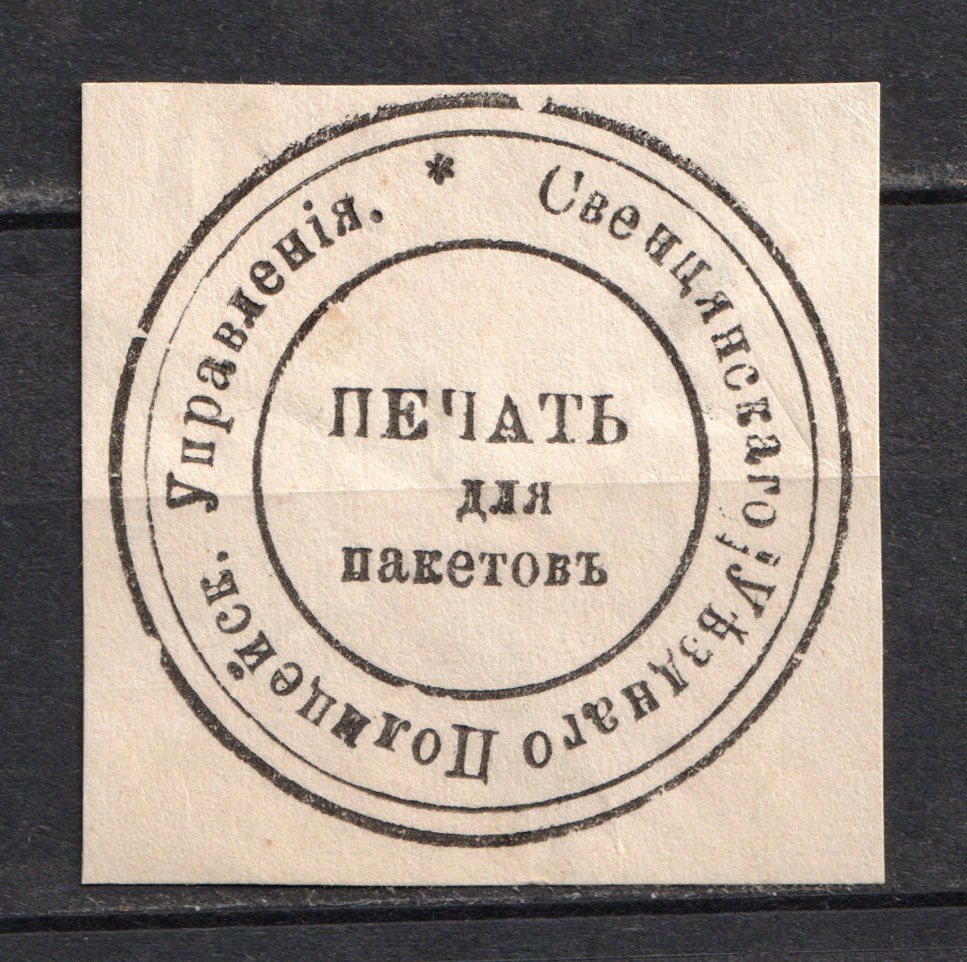 * Свенцянскаго Уѣзднаго Полицейск. Управленія.
ПЕЧАТЬ
для
пакетовъ